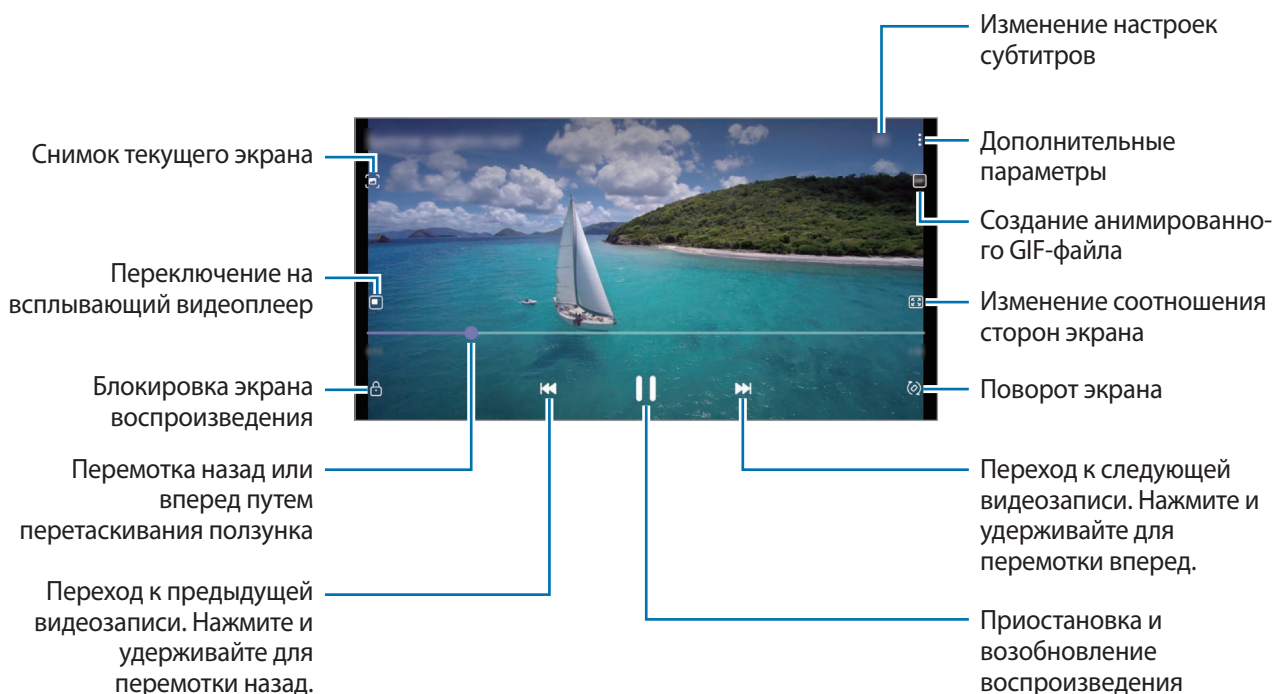 Изменение настроек
субтитров
Снимок текущего экрана
Дополнительные
параметры
Создание анимированно-
го GIF-файла
Переключение на
всплывающий видеоплеер
Изменение соотношения
сторон экрана
Блокировка экрана
воспроизведения
Поворот экрана
Перемотка назад или
вперед путем
перетаскивания ползунка
Переход к следующей
видеозаписи. Нажмите и
удерживайте для
перемотки вперед.
Переход к предыдущей
видеозаписи. Нажмите и
удерживайте для
перемотки назад.
Приостановка и
возобновление
воспроизведения